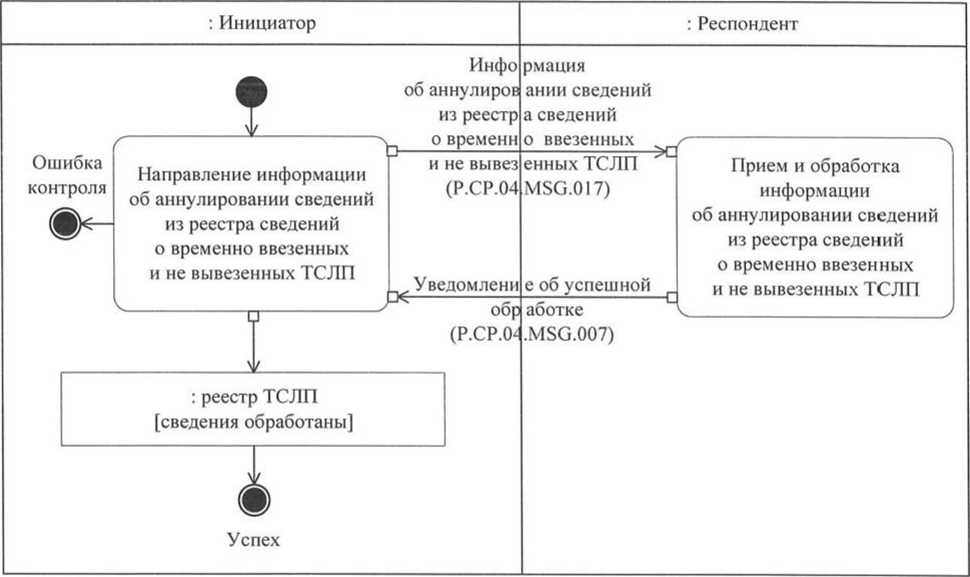 : Инициатор
: Респондент
Информация
об аннулировании сведений
из реестра сведений
о временно ввезенных
и не вывезенных ТСЛП
(P.CP.04.MSG.017)
Ошибка
контроля
Направление информации
об аннулировании сведений
из реестра сведений
о временно ввезенных
и не вывезенных ТСЛП
Прием и обработка
информации
об аннулировании сведений
из реестра сведений
о временно ввезенных
и не вывезенных ТСЛП
Уведомление об успешной
обработке
(P.CP.04.MSG.007)
: реестр ТСЛП
[сведения обработаны]
Успех